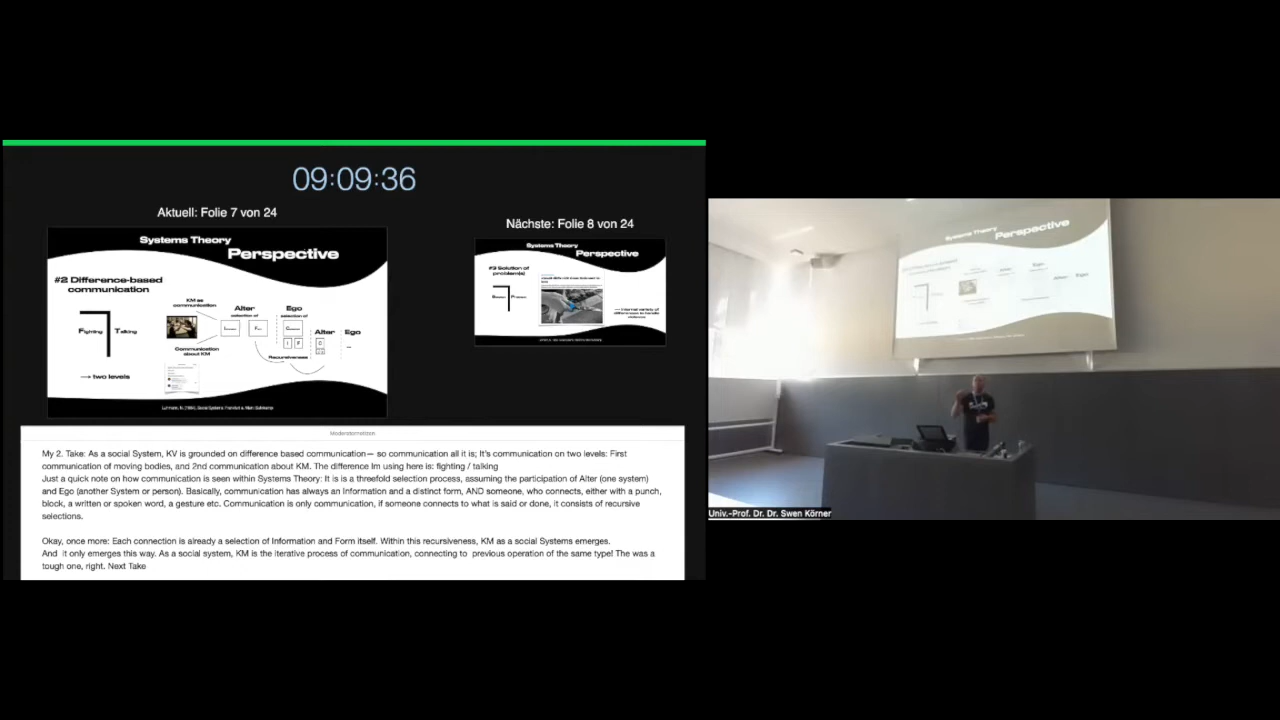 09:09:36
Aktuell: Folie 7 von 24
Nächste: Folie 8 von 24
Systems Theory
Perspective
#2 Difference-based
communication
KM as
communication
Alter
selection of
Ego
selection of
Fighting
Talking
Alter
Ego
I
F
C
Communication
about KM
Recursiveness
→ two levels
Systems Theory
Perspective
#3 Solution of
problem(s)
Moderatornotizen
My 2. Take: As a social System, KV is grounded on difference based communication— so communication all it is; It's communication on two levels: First
communication of moving bodies, and 2nd communication about KM. The difference Im using here is: fighting / talking
Just a quick note on how communication is seen within Systems Theory: It is is a threefold selection process, assuming the participation of Alter (one system)
and Ego (another System or person). Basically, communication has always an Information and a distinct form, AND someone, who connects, either with a punch,
block, a written or spoken word, a gesture etc. Communication is only communication, if someone connects to what is said or done, it consists of recursive
selections.
Okay, once more: Each connection is already a selection of Information and Form itself. Within this recursiveness, KM as a social Systems emerges.
And it only emerges this way. As a social system, KM is the iterative process of communication, connecting to previous operation of the same type! The was a
tough one, right. Next Take
Systems Theory
Perspective
Univ.-Prof. Dr. Dr. Swen Körner